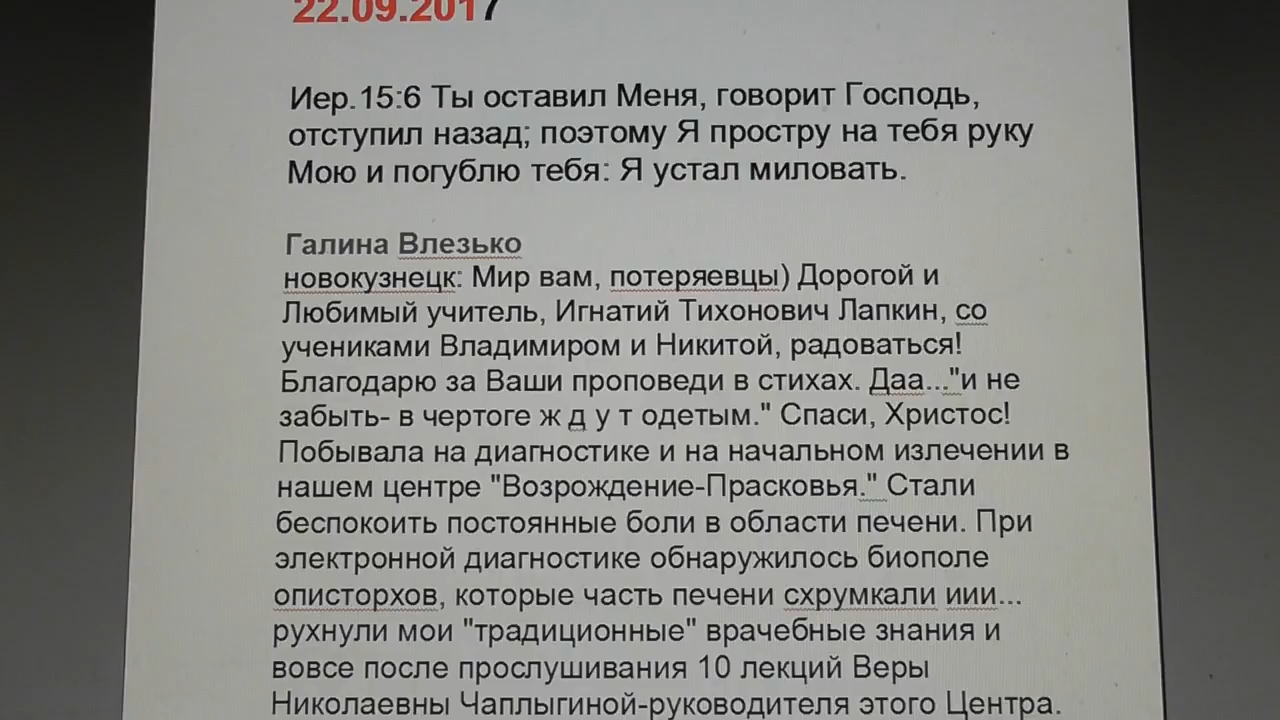 22.09.2017
Иер.15:6 Ты оставил Меня, говорит Господь,
отступил назад; поэтому Я простру на тебя руку
Мою и погублю тебя: Я устал миловать.
Галина Влезько
новокузнецк: Мир вам, потеряевцы) Дорогой и
Любимый учитель, Игнатий Тихонович Лапкин, со
учениками Владимиром и Никитой, радоваться!
Благодарю за Ваши проповеди в стихах. Даа..."и не
забыть- в чертоге ж д у т одетым." Спаси, Христос!
Побывала на диагностике и на начальном излечении в
нашем центре "Возрождение-Прасковья." Стали
беспокоить постоянные боли в области печени. При
электронной диагностике обнаружилось биополе
описторхов, которые часть печени схрумкали иии...
рухнули мои "традиционные" врачебные знания и
вовсе после прослушивания 10 лекций Веры
Николаевны Чаплыгиной-руководителя этого Центра.